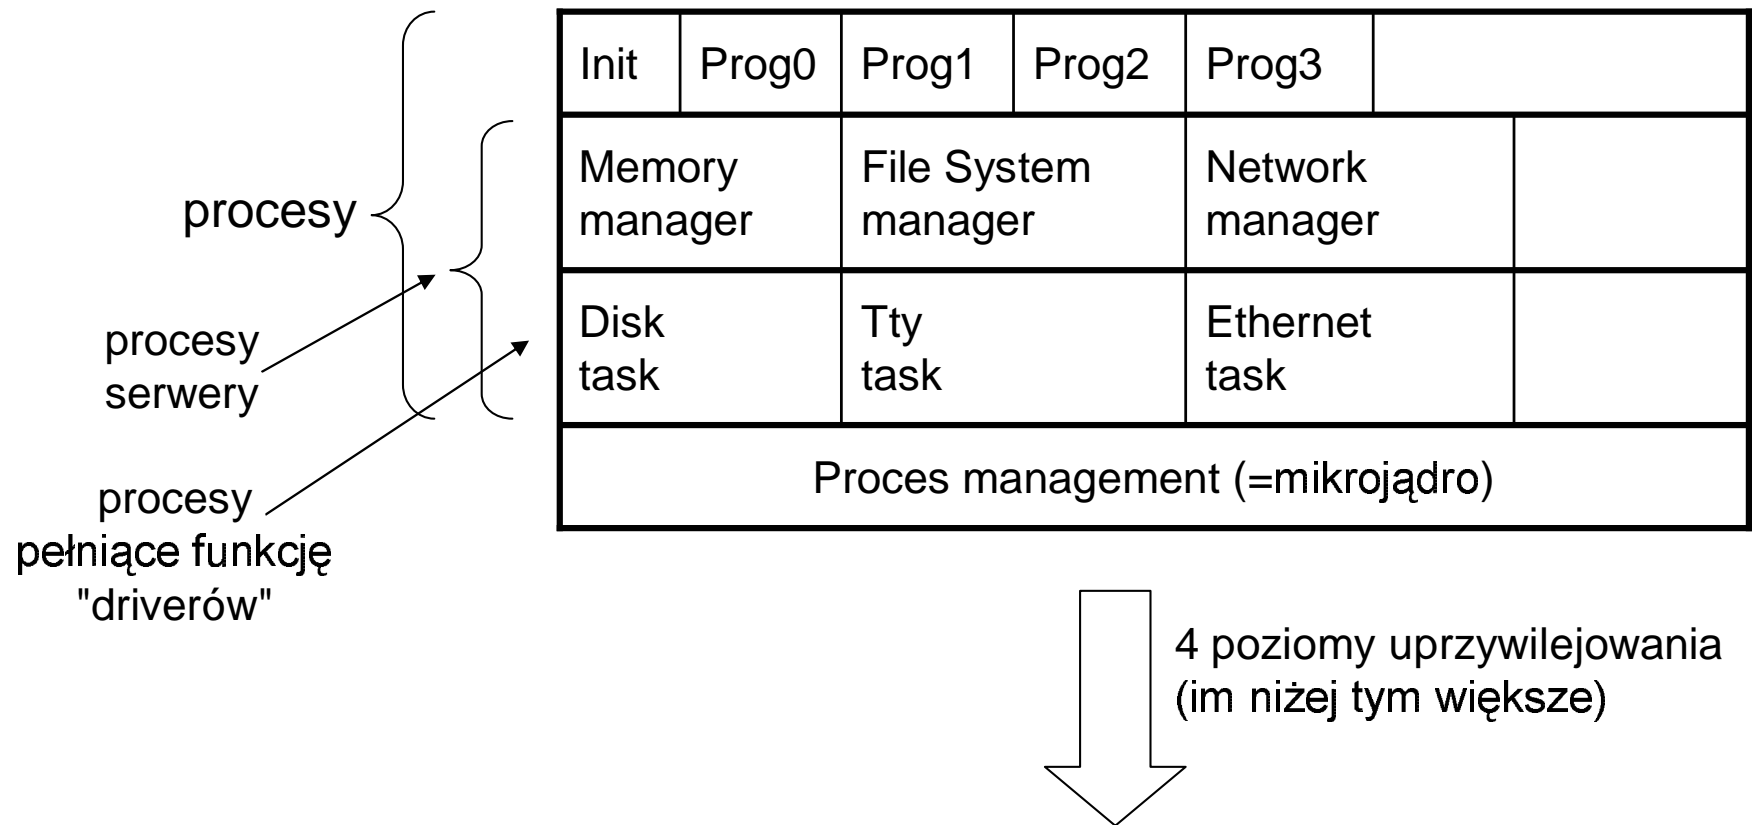 Init Prog0 Prog1 Prog2 Prog3
Memory manager
File System manager
Network manager
procesy
Disk task
Tty task
Ethernet task
procesy
serwery
Proces management (=mikrojądro)
procesy
pełniące funkcję
"driverów"
4 poziomy uprzywilejowania
(im niżej tym większe)